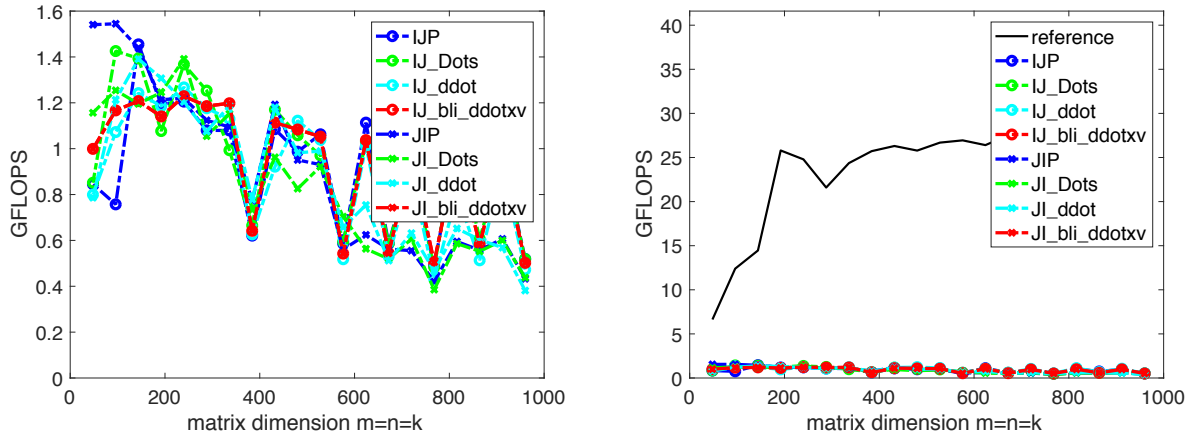 1.6
1.4
1.2
1
0.8
0.6
0.4
0.2
0
GFLOPS
0
200
400
600
800
1000
matrix dimension m=n=k
IJP
IJ_Dots
IJ_ddot
IJ_bli_ddotxv
JIP
JI_Dots
JI_ddot
JI_bli_ddotxv
40
35
30
25
20
15
10
5
0
GFLOPS
0
200
400
600
800
1000
matrix dimension m=n=k
reference
IJP
IJ_Dots
IJ_ddot
IJ_bli_ddotxv
JIP
JI_Dots
JI_ddot
JI_bli_ddotxv